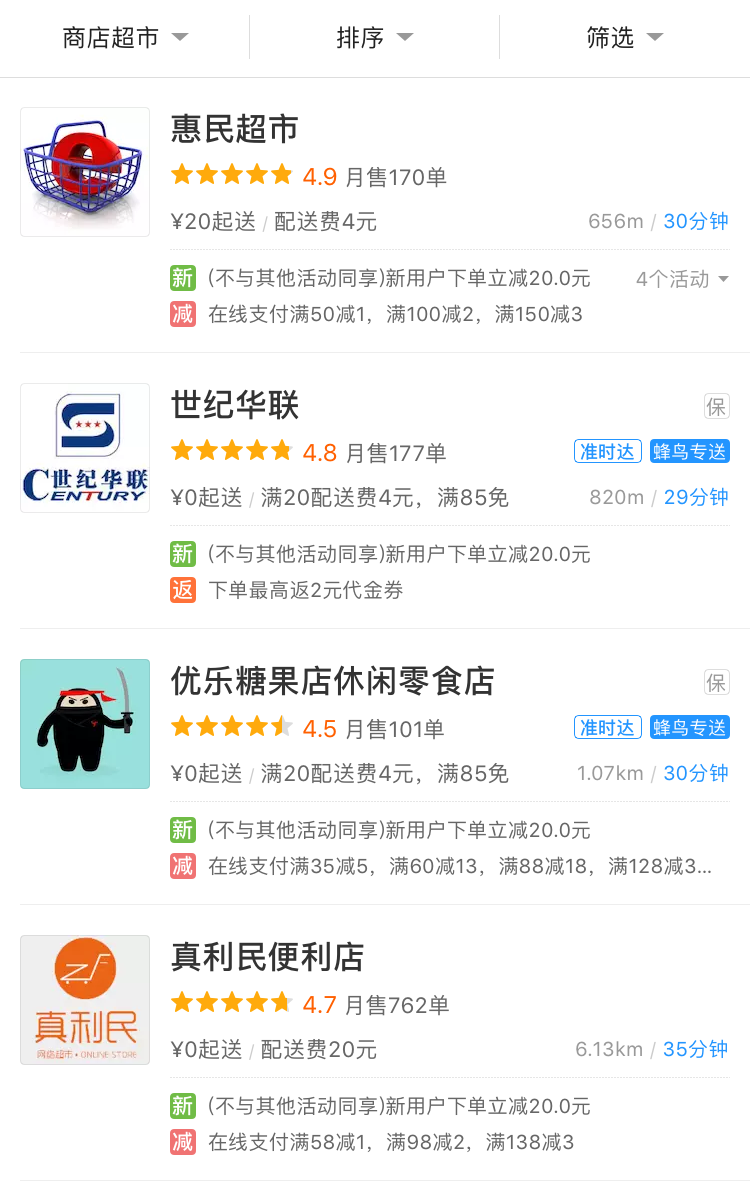 商店超市 排序 筛选
惠民超市
4.9 月售170单
¥20起送 / 配送费4元 656m / 30分钟
新 (不与其他活动同享)新用户下单立减20.0元 4个活动
减 在线支付满50减1，满100减2，满150减3
世纪华联 保
4.8 月售177单 准时达 蜂鸟专送
C世纪华联
CENTURY
¥0起送 / 满20配送费4元，满85免 820m / 29分钟
新 (不与其他活动同享)新用户下单立减20.0元
返 下单最高返2元代金券
优乐糖果店休闲零食店 保
4.5 月售101单 准时达 蜂鸟专送
¥0起送 / 满20配送费4元，满85免 1.07km / 30分钟
新 (不与其他活动同享)新用户下单立减20.0元
减 在线支付满35减5，满60减13，满88减18，满128减3...
真利民便利店
4.7 月售762单
真利民
网络超市·ONLINE STORE
¥0起送 / 配送费20元 6.13km / 35分钟
新 (不与其他活动同享)新用户下单立减20.0元
减 在线支付满58减1，满98减2，满138减3